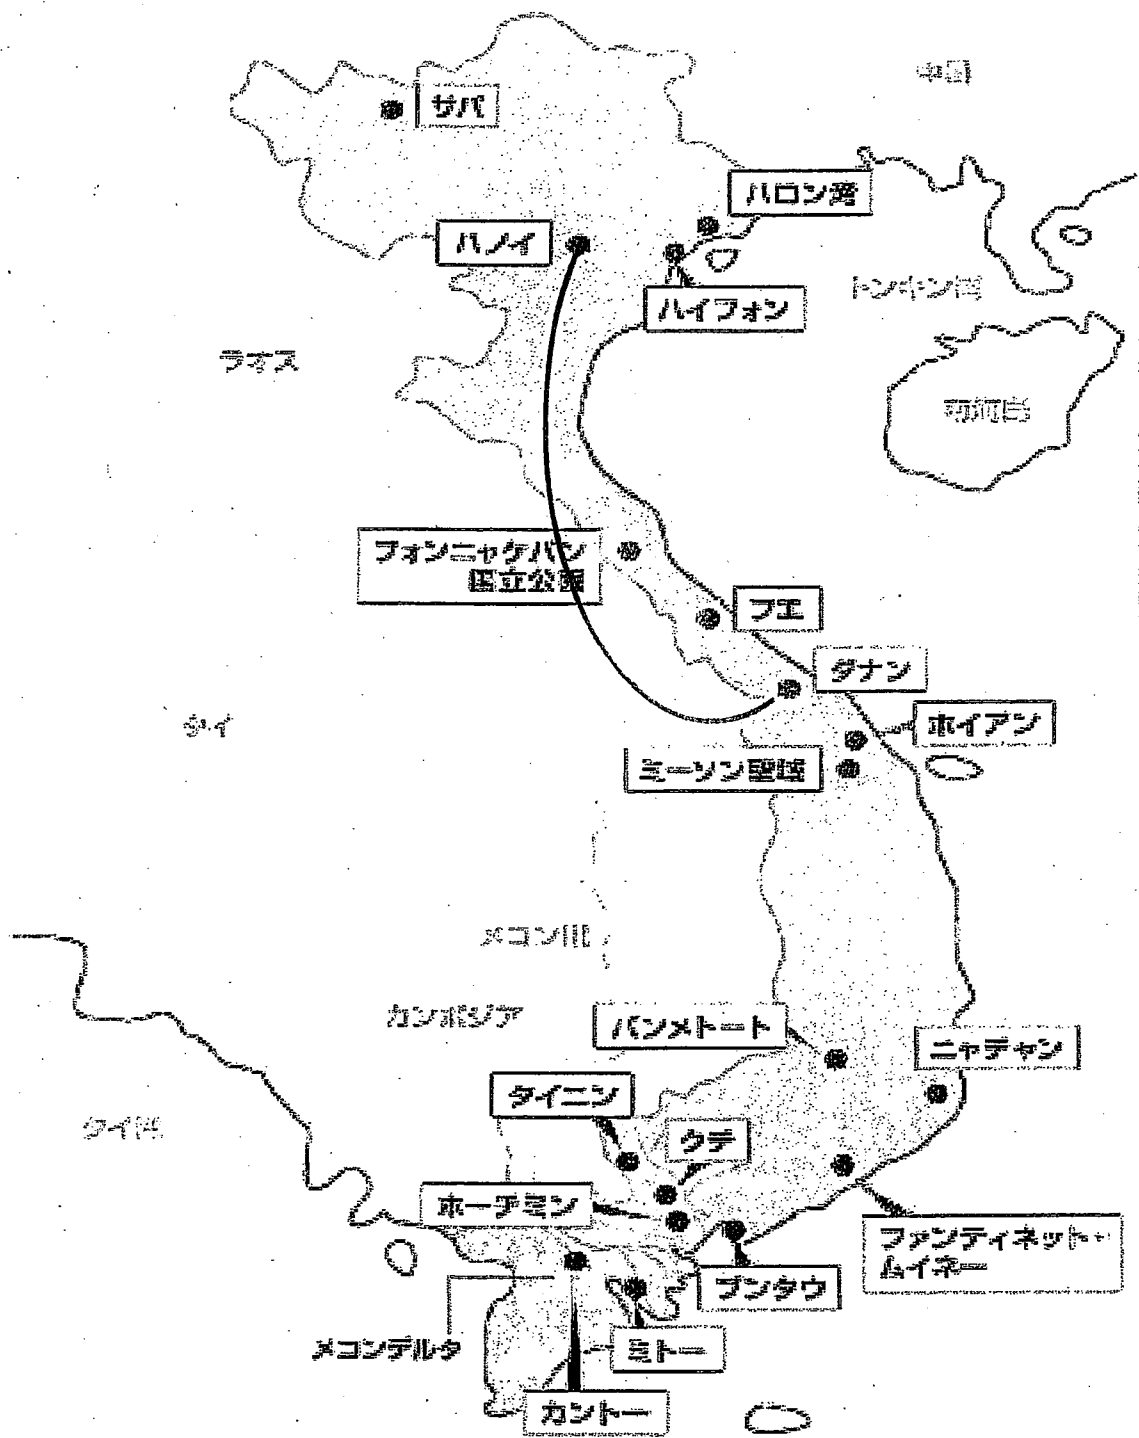 中国
サパ
ハロン湾
ハノイ
トンキン湾
ハイフォン
ラオス
フォンニャケバン
国立公園
フエ
ダナン
タイ
ホイアン
ミーソン聖域
メコン川
カンボジア
バンメトート
ニャチャン
タイニン
タイ湾
クチ
ホーチミン
ファンティネット・
ムイネー
ブンタウ
メコンデルタ
ミトー
カントー